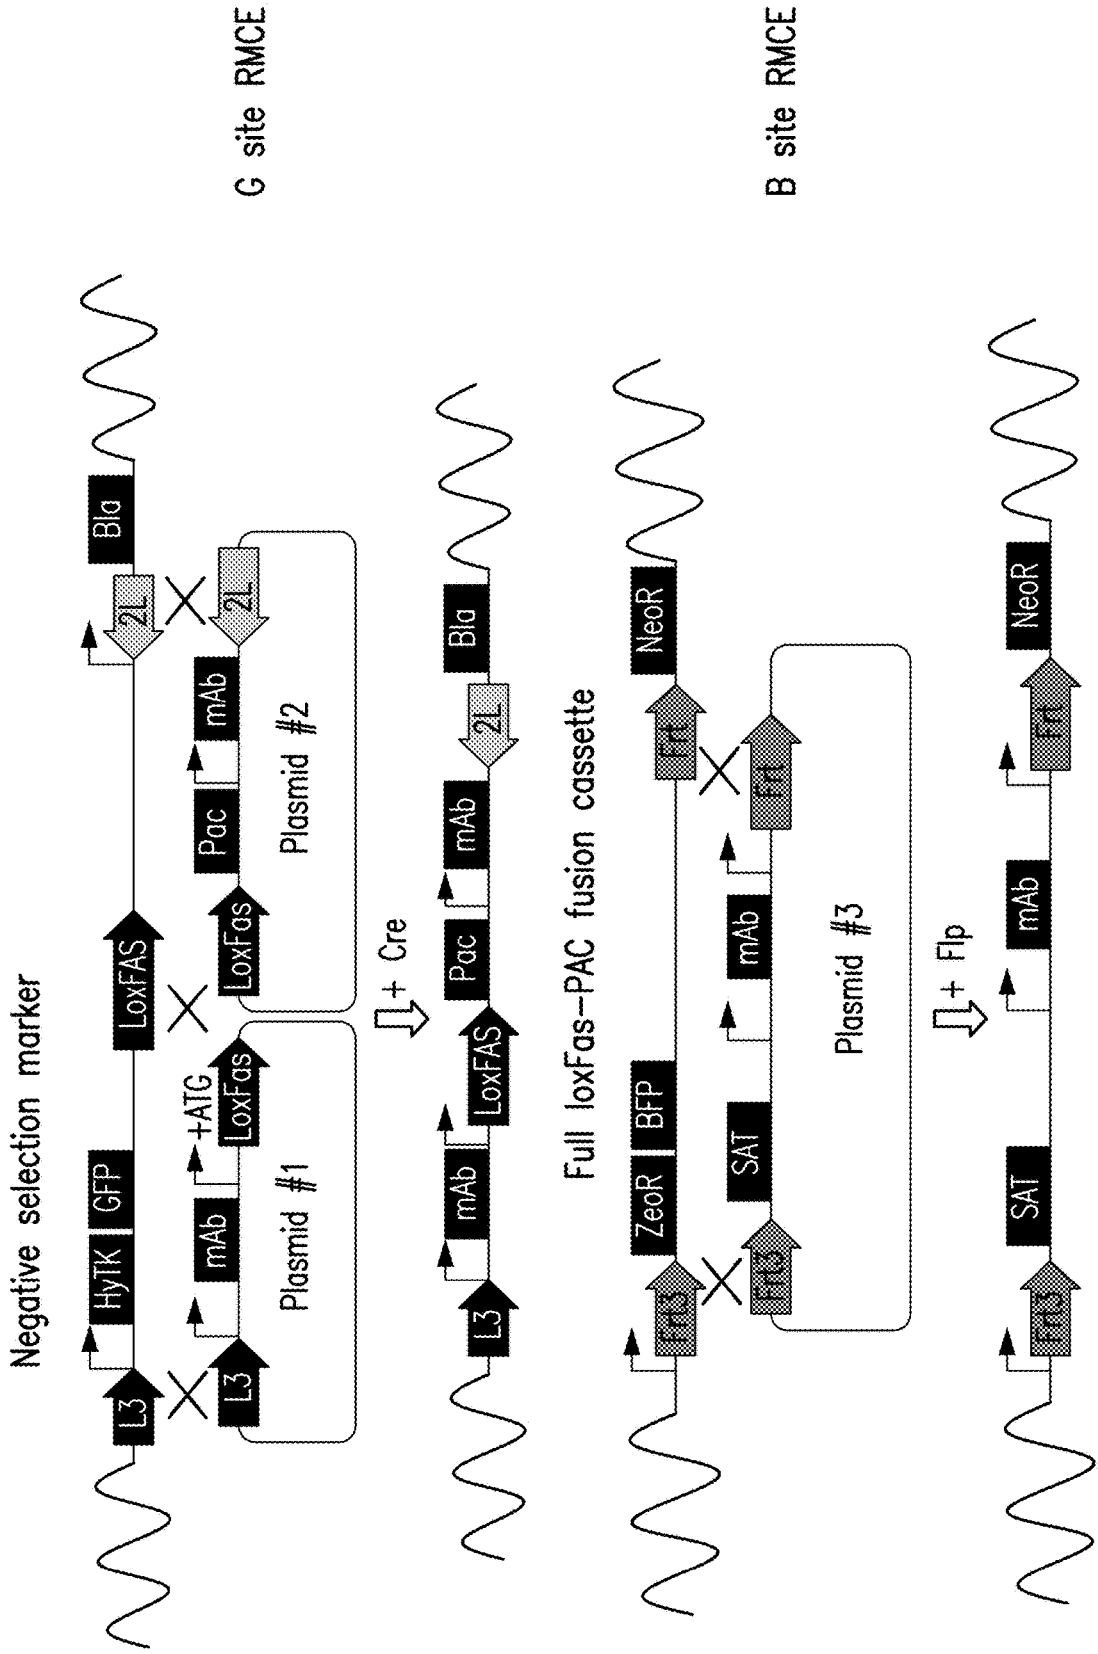 Negative selection marker
L3 HyTK GFP LoxFAS 2L Bla
L3 mAb +ATG LoxFas
Plasmid #1
LoxFas Pac mAb 2L
Plasmid #2
G site RMCE
+ Cre
L3 mAb LoxFAS Pac mAb 2L Bla
Full loxFas-PAC fusion cassette
Frt3 ZeoR BFP Frt NeoR
Frt3 SAT mAb Frt
Plasmid #3
B site RMCE
+ Flp
Frt3 SAT mAb Frt NeoR